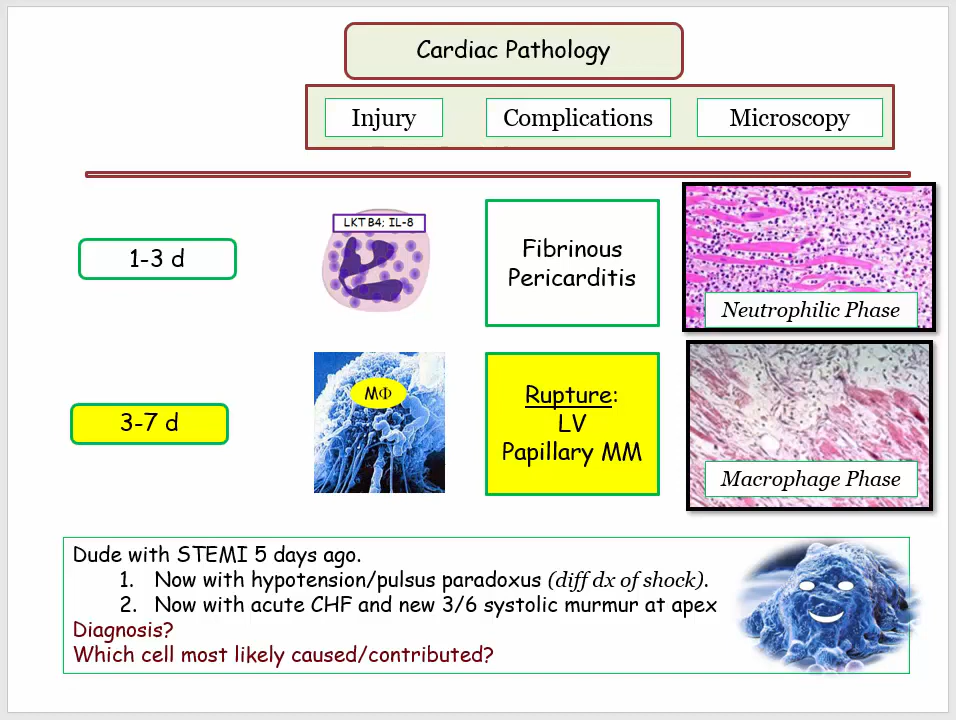 Cardiac Pathology
Injury
Complications
Microscopy
1-3 d
LKT B4; IL-8
Fibrinous
Pericarditis
Neutrophilic Phase
3-7 d
MΦ
Rupture:
LV
Papillary MM
Macrophage Phase
Dude with STEMI 5 days ago.
1. Now with hypotension/pulsus paradoxus (diff dx of shock).
2. Now with acute CHF and new 3/6 systolic murmur at apex
Diagnosis?
Which cell most likely caused/contributed?